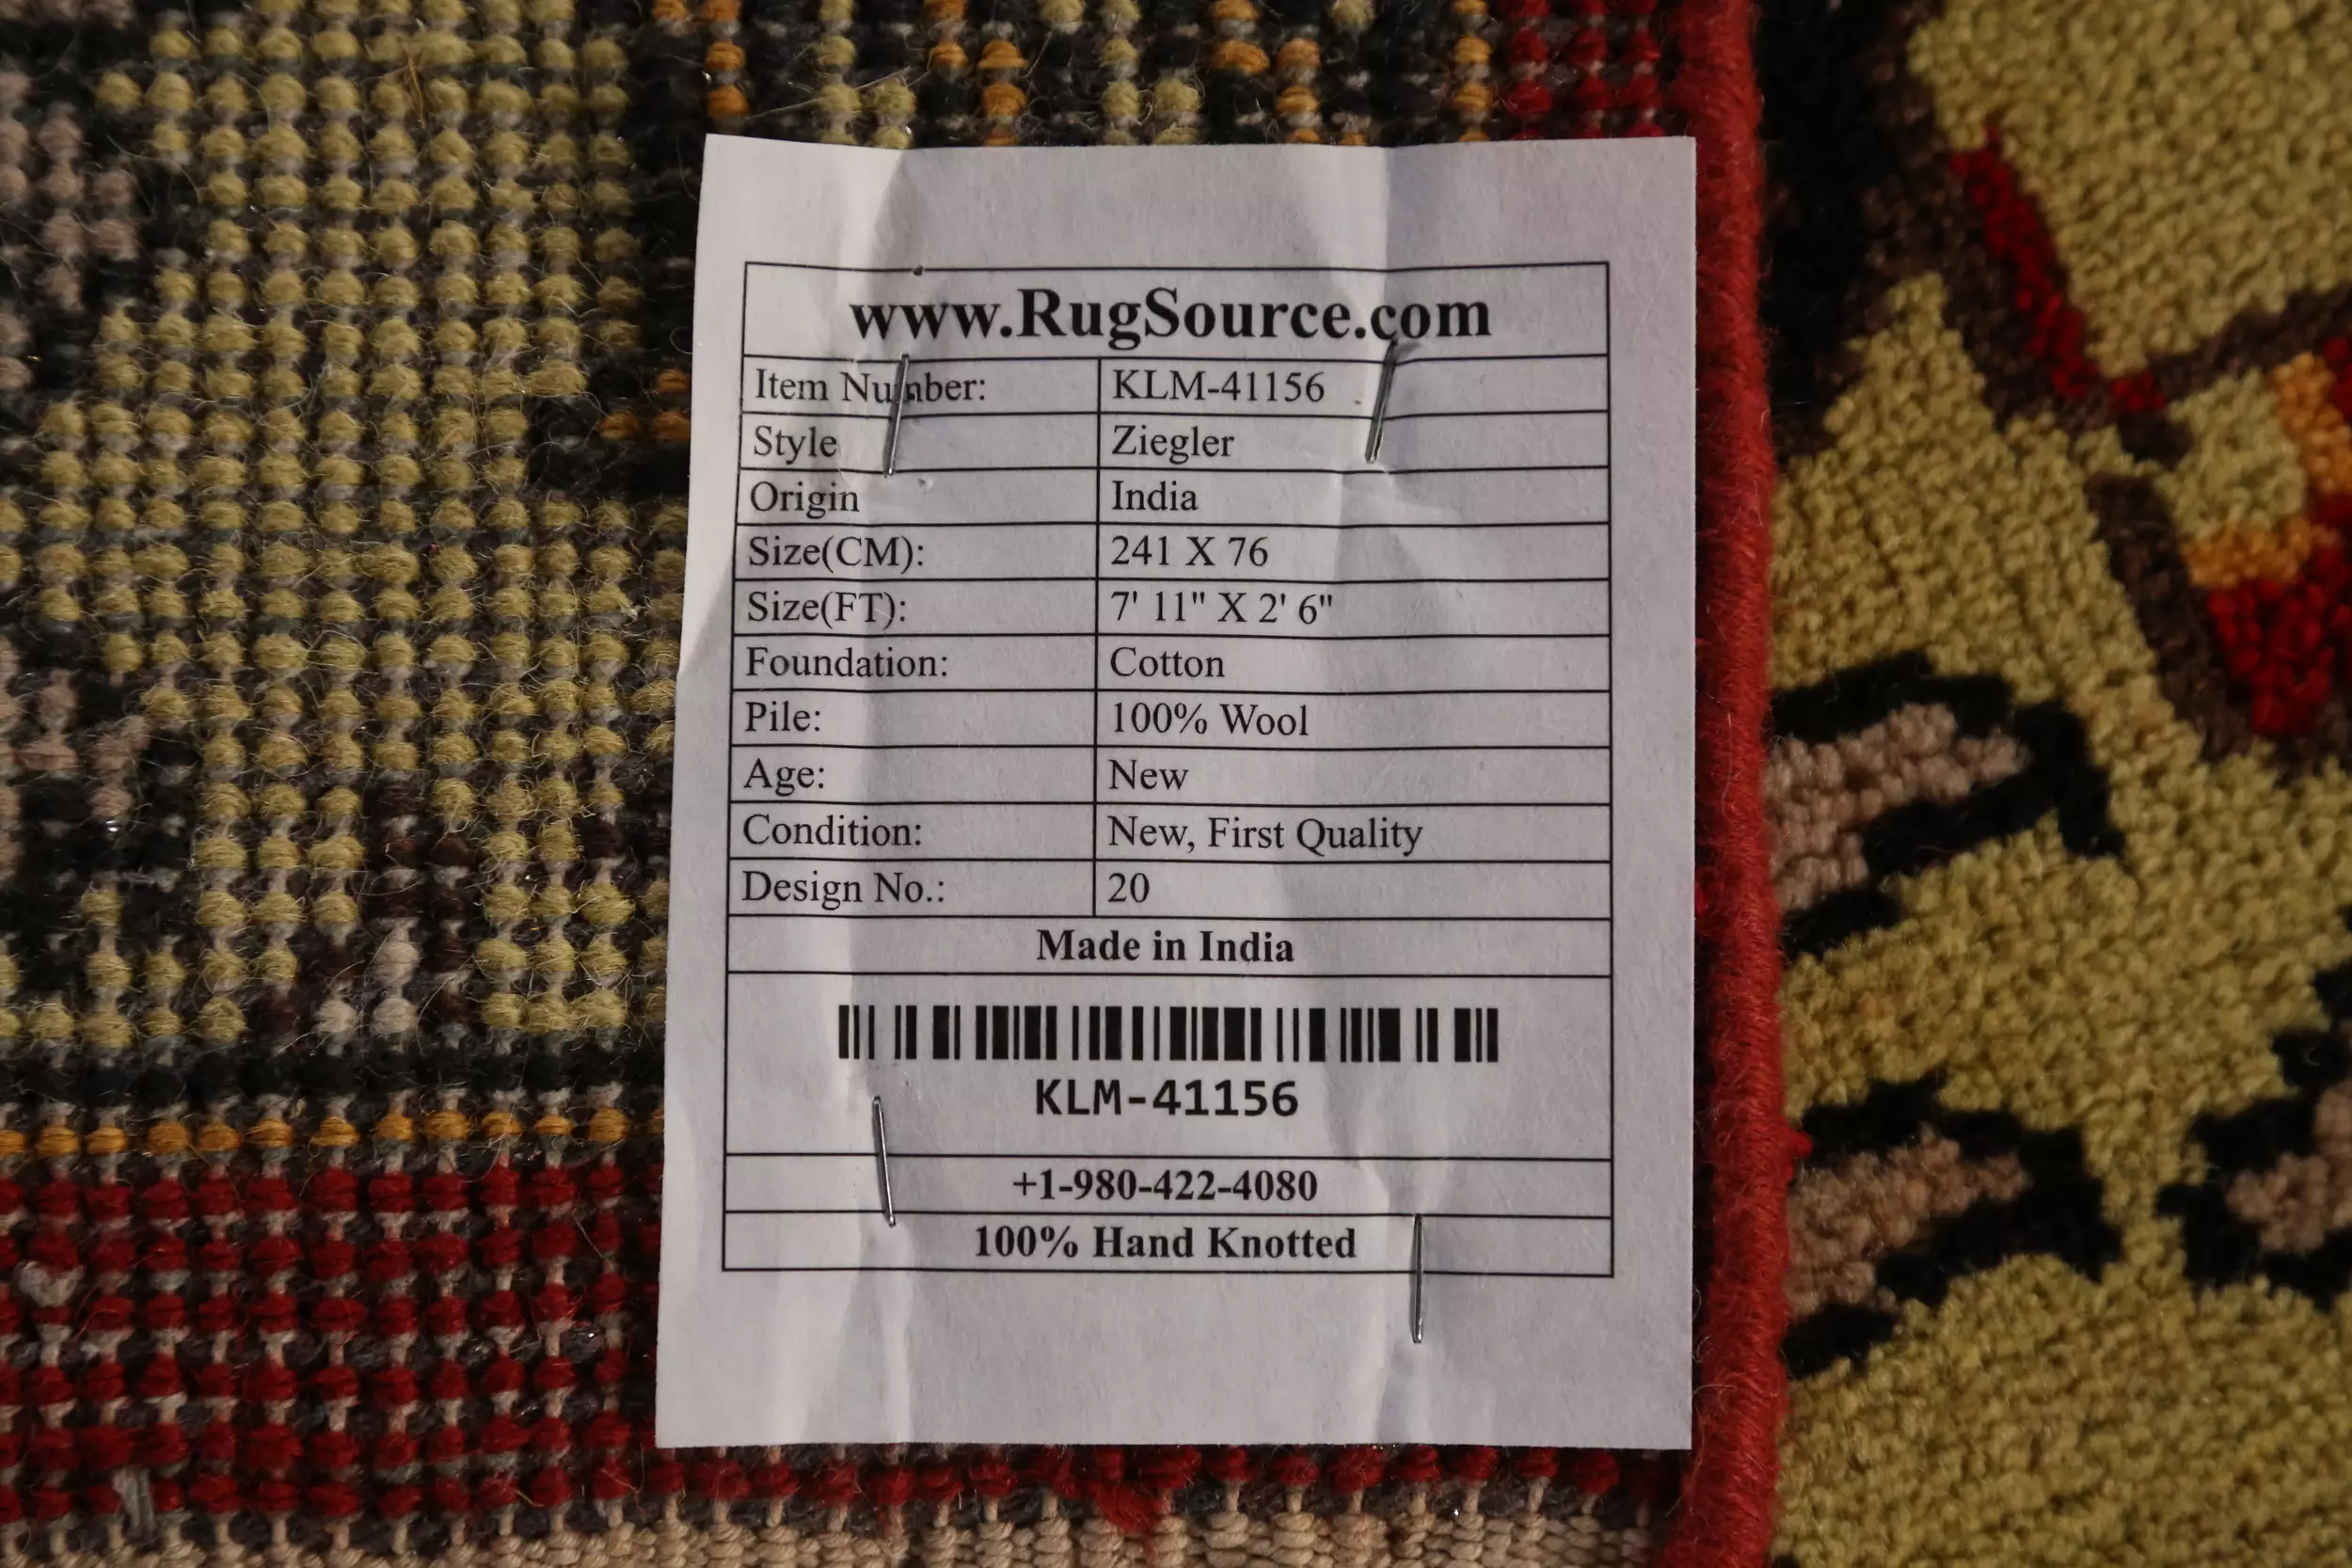 www.RugSource.com
Item Number: KLM-41156
Style Ziegler
Origin India
Size(CM): 241 X 76
Size(FT): 7' 11" X 2' 6"
Foundation: Cotton
Pile: 100% Wool
Age: New
Condition: New, First Quality
Design No.: 20
Made in India
KLM-41156
+1-980-422-4080
100% Hand Knotted